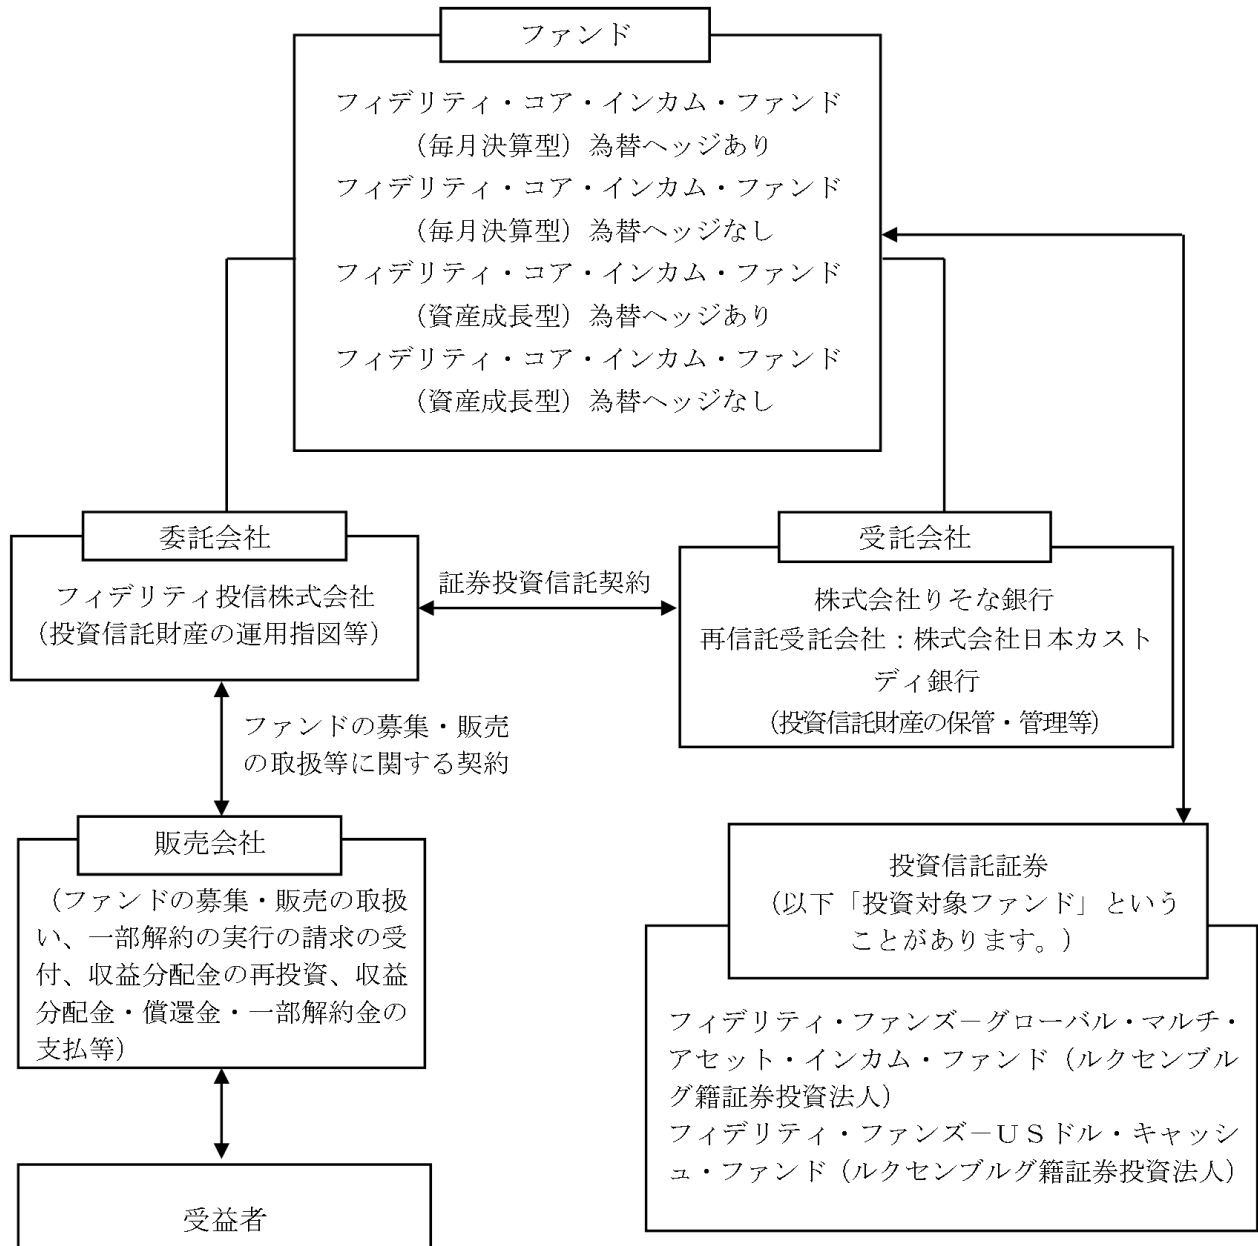 ファンド
フィデリティ・コア・インカム・ファンド
（毎月決算型）為替ヘッジあり
フィデリティ・コア・インカム・ファンド
（毎月決算型）為替ヘッジなし
フィデリティ・コア・インカム・ファンド
（資産成長型）為替ヘッジあり
フィデリティ・コア・インカム・ファンド
（資産成長型）為替ヘッジなし
委託会社
フィデリティ投信株式会社
（投資信託財産の運用指図等）
証券投資信託契約
受託会社
株式会社りそな銀行
再信託受託会社：株式会社日本カスト
ディ銀行
（投資信託財産の保管・管理等）
ファンドの募集・販売
の取扱等に関する契約
販売会社
（ファンドの募集・販売の取扱
い、一部解約の実行の請求の受
付、収益分配金の再投資、収益
分配金・償還金・一部解約金の
支払等）
投資信託証券
（以下「投資対象ファンド」という
ことがあります。）
フィデリティ・ファンズ－グローバル・マルチ・
アセット・インカム・ファンド（ルクセンブル
グ籍証券投資法人）
フィデリティ・ファンズ－ＵＳドル・キャッシ
ュ・ファンド（ルクセンブルグ籍証券投資法人）
受益者